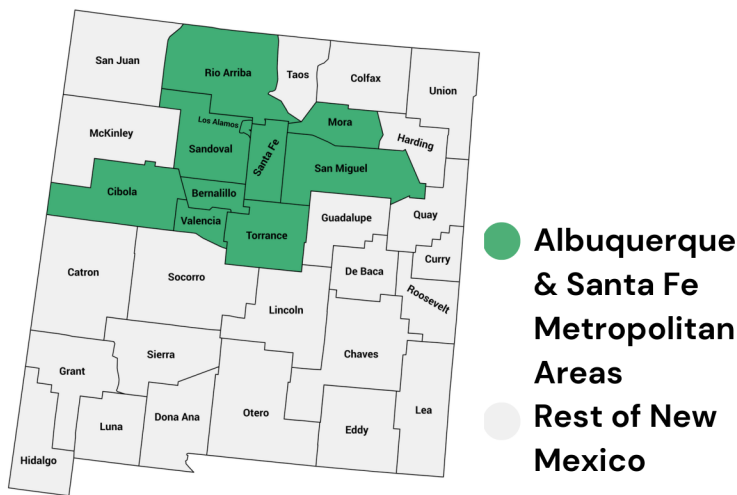 San Juan
Rio Arriba
Taos
Colfax
Union
Los Alamos
Mora
McKinley
Harding
Sandoval
Santa Fe
San Miguel
Cibola
Bernalillo
Valencia
Guadalupe
Quay
Torrance
Curry
De Baca
Catron
Socorro
Roosevelt
Lincoln
Sierra
Chaves
Grant
Lea
Otero
Dona Ana
Luna
Eddy
Hidalgo
Albuquerque
& Santa Fe
Metropolitan
Areas
Rest of New
Mexico